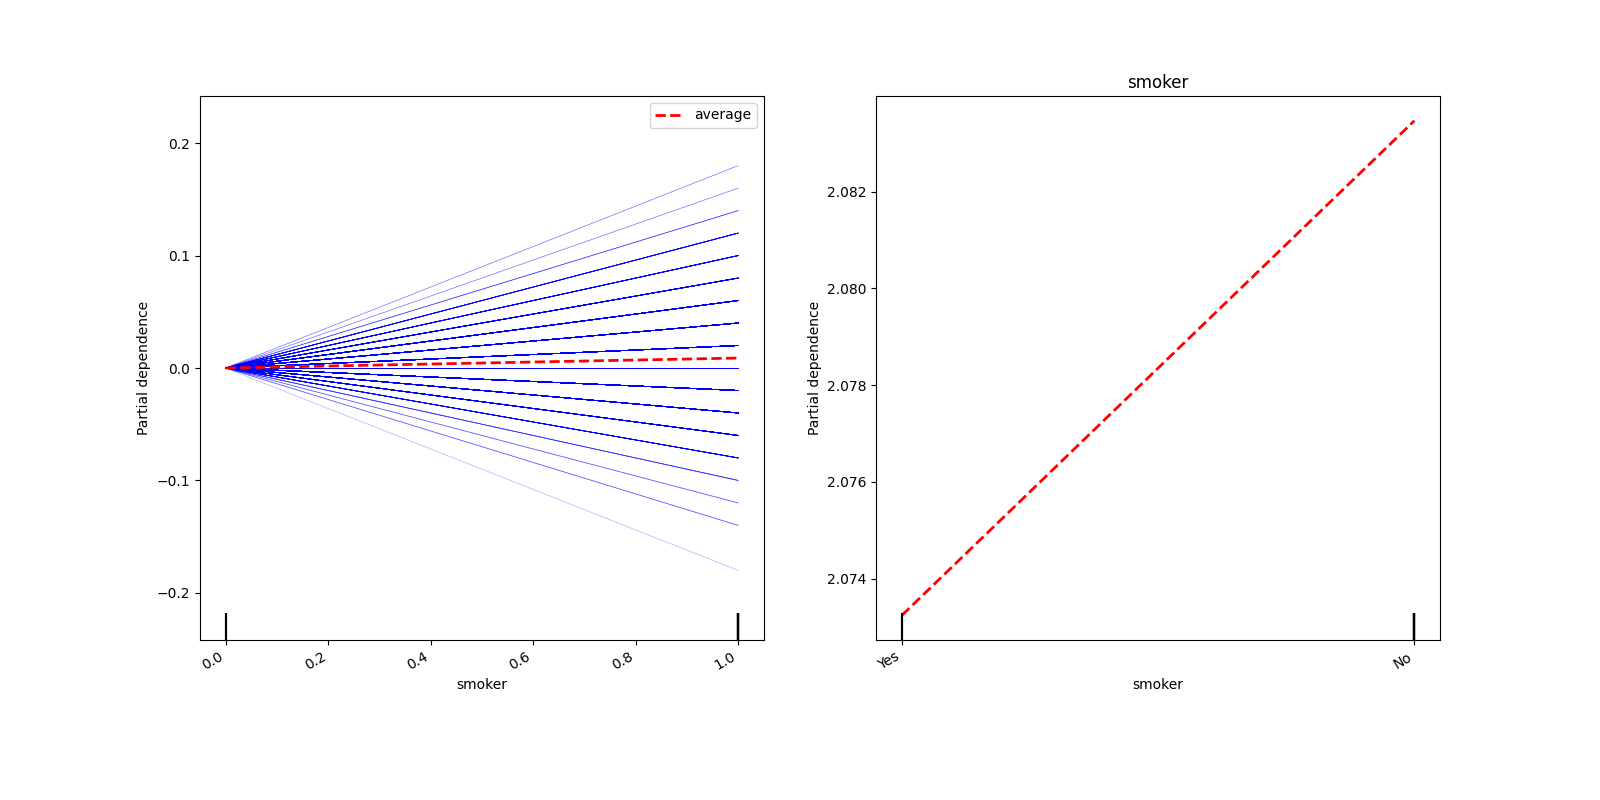 average
0.2
0.1
0.0
−0.1
−0.2
Partial dependence
0.0
0.2
0.4
0.6
0.8
1.0
smoker
smoker
2.082
2.080
2.078
2.076
2.074
Partial dependence
Yes
No
smoker